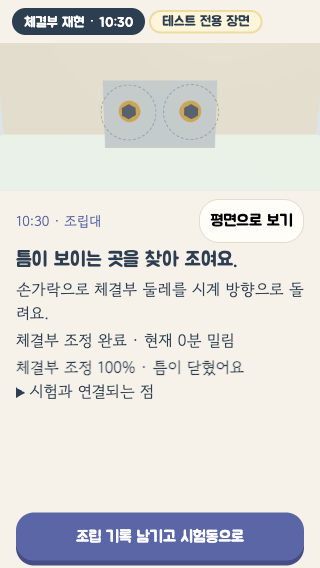 체결부 재현 · 10:30
테스트 전용 장면
10:30 · 조립대
평면으로 보기
틈이 보이는 곳을 찾아 조여요.
손가락으로 체결부 둘레를 시계 방향으로 돌
려요.
체결부 조정 완료 · 현재 0분 밀림
체결부 조정 100% · 틈이 닫혔어요
▶ 시험과 연결되는 점
조립 기록 남기고 시험동으로